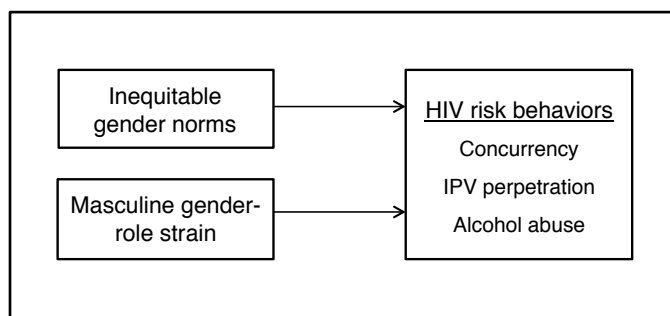 Inequitable
gender norms
Masculine gender-
role strain
HIV risk behaviors
Concurrency
IPV perpetration
Alcohol abuse